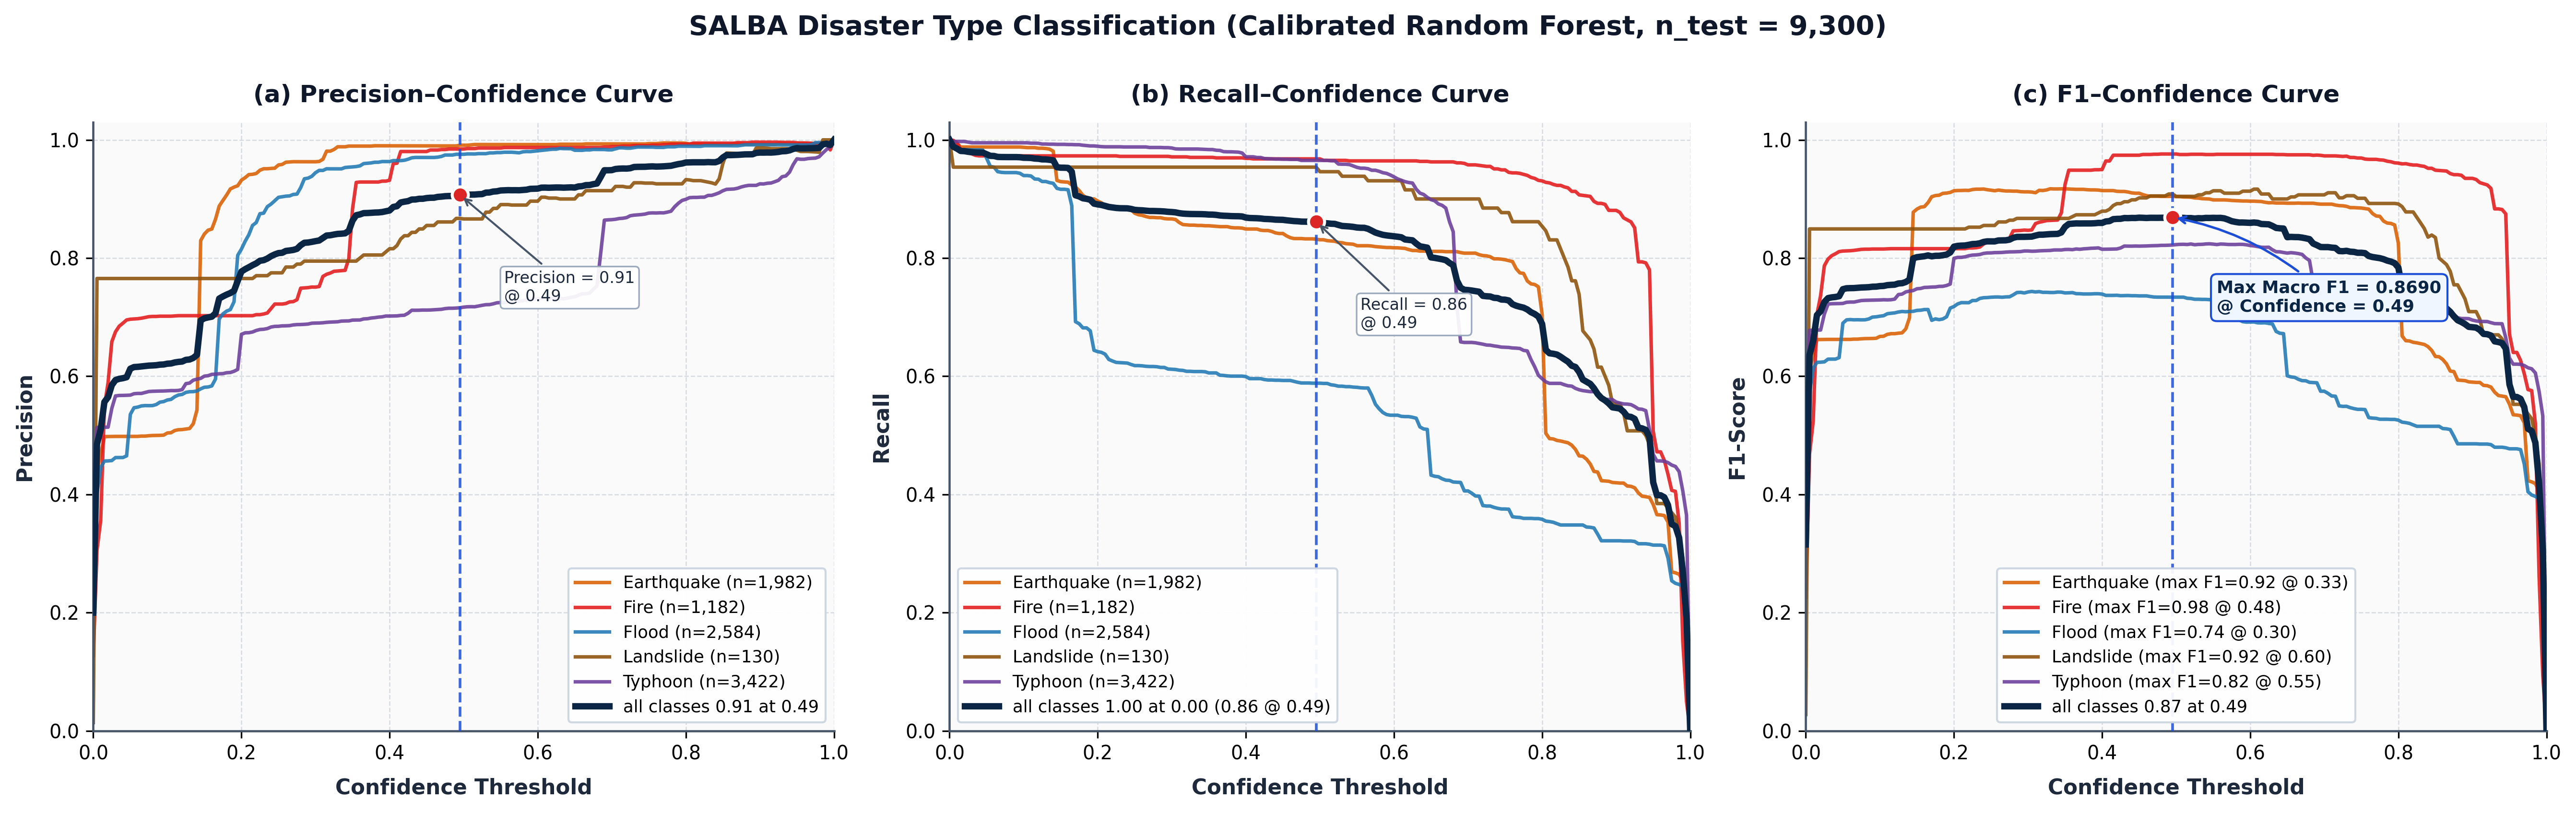 SALBA Disaster Type Classification (Calibrated Random Forest, n_test = 9,300)
(a) Precision–Confidence Curve
Precision
1.0
0.8
0.6
0.4
0.2
0.0
Precision = 0.91
@ 0.49
Earthquake (n=1,982)
Fire (n=1,182)
Flood (n=2,584)
Landslide (n=130)
Typhoon (n=3,422)
all classes 0.91 at 0.49
0.0 0.2 0.4 0.6 0.8 1.0
Confidence Threshold
(b) Recall–Confidence Curve
Recall
1.0
0.8
0.6
0.4
0.2
0.0
Recall = 0.86
@ 0.49
Earthquake (n=1,982)
Fire (n=1,182)
Flood (n=2,584)
Landslide (n=130)
Typhoon (n=3,422)
all classes 1.00 at 0.00 (0.86 @ 0.49)
0.0 0.2 0.4 0.6 0.8 1.0
Confidence Threshold
(c) F1–Confidence Curve
F1-Score
1.0
0.8
0.6
0.4
0.2
0.0
Max Macro F1 = 0.8690
@ Confidence = 0.49
Earthquake (max F1=0.92 @ 0.33)
Fire (max F1=0.98 @ 0.48)
Flood (max F1=0.74 @ 0.30)
Landslide (max F1=0.92 @ 0.60)
Typhoon (max F1=0.82 @ 0.55)
all classes 0.87 at 0.49
0.0 0.2 0.4 0.6 0.8 1.0
Confidence Threshold